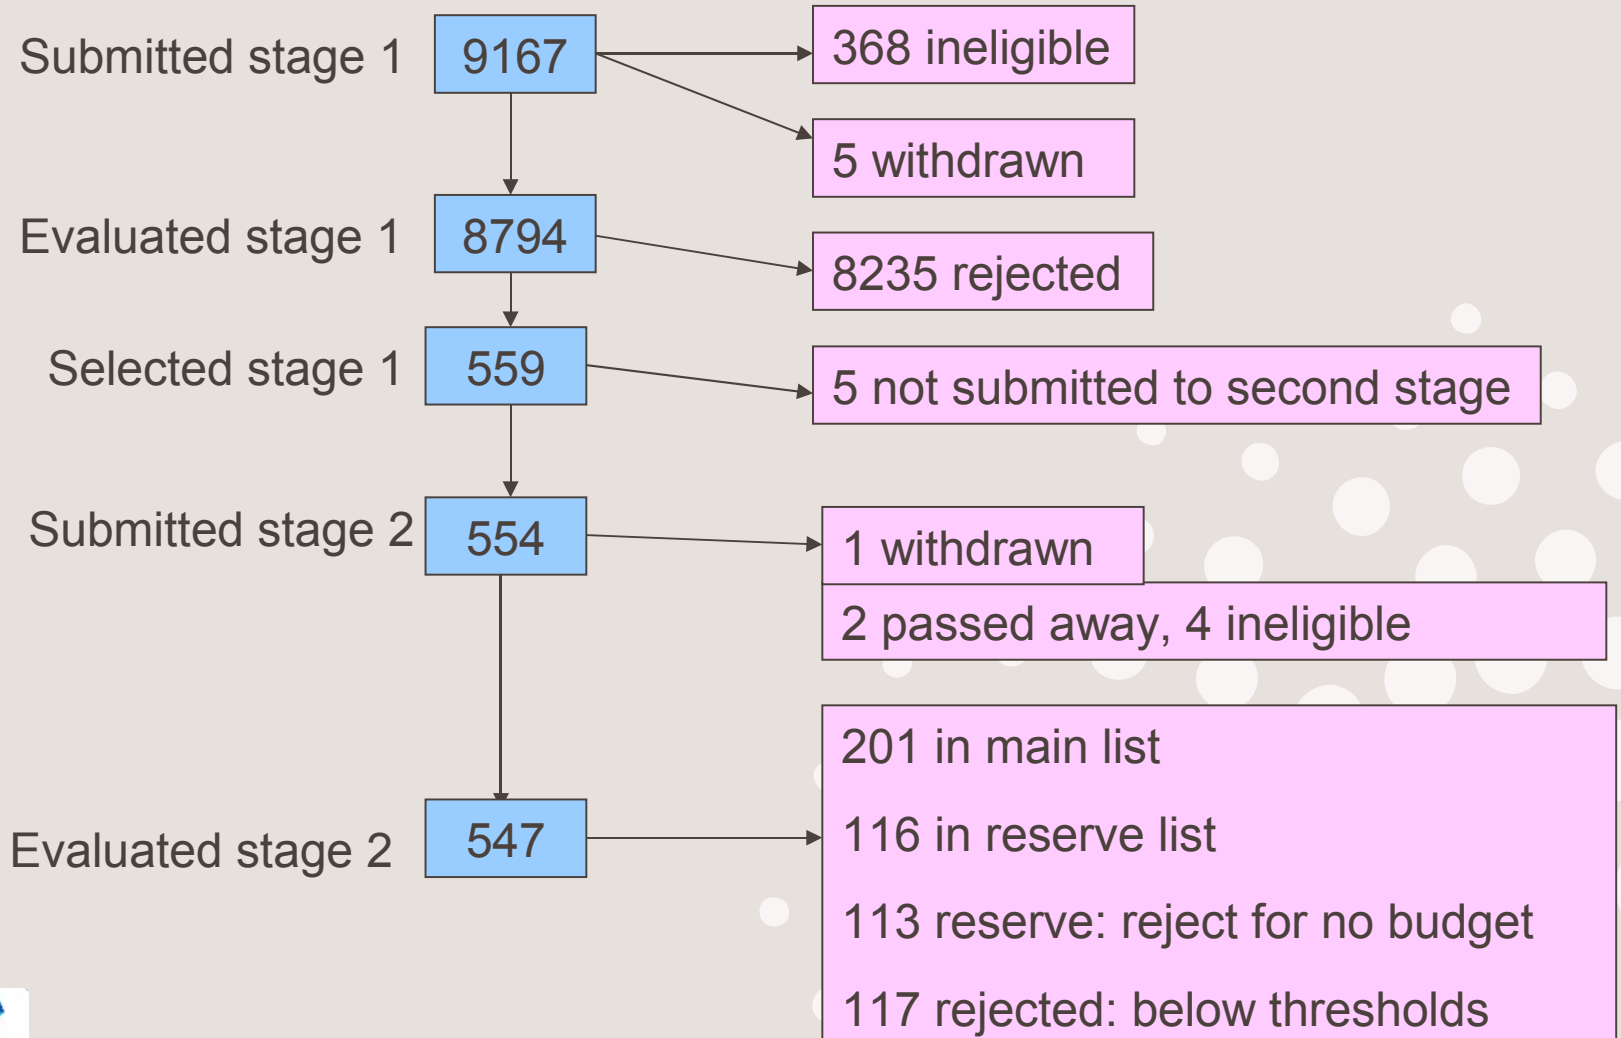 Submitted stage 1
9167
368 ineligible
5 withdrawn
Evaluated stage 1
8794
8235 rejected
Selected stage 1
559
5 not submitted to second stage
Submitted stage 2
554
1 withdrawn
2 passed away, 4 ineligible
Evaluated stage 2
547
201 in main list
116 in reserve list
113 reserve: reject for no budget
117 rejected: below thresholds